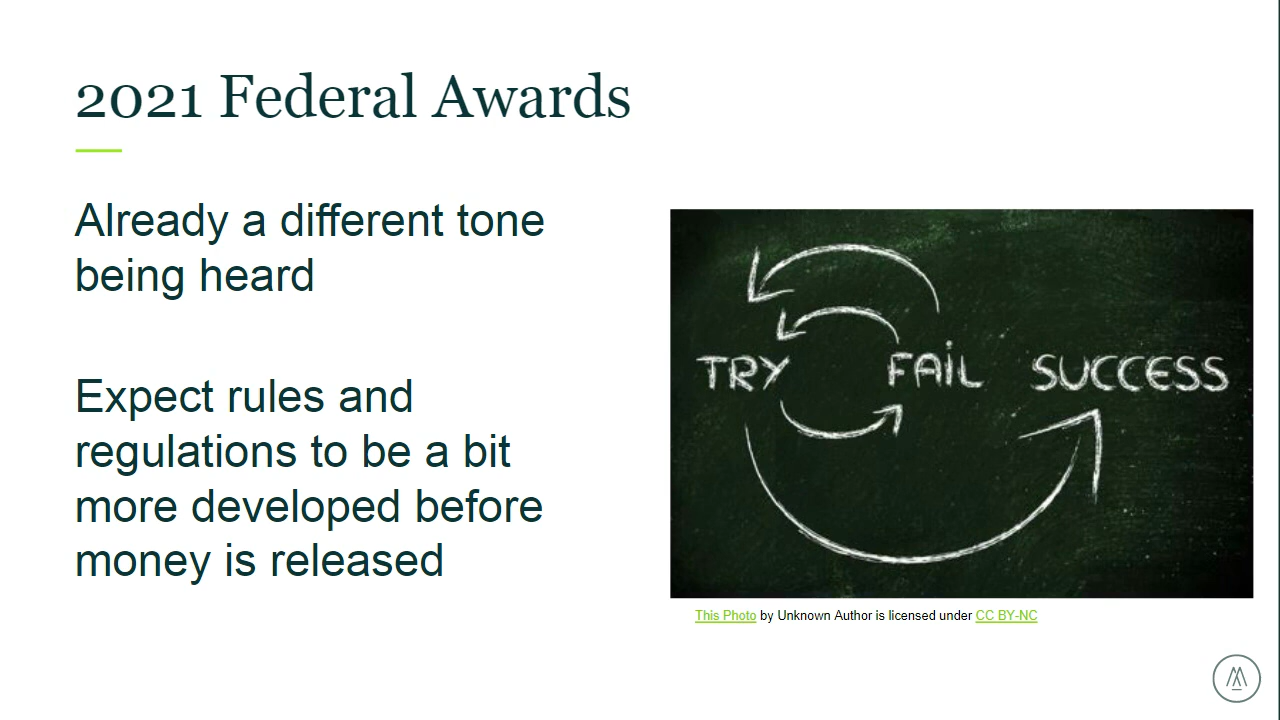 2021 Federal Awards
Already a different tone
being heard
Expect rules and
regulations to be a bit
more developed before
money is released
TRY FAIL SUCCESS
This Photo by Unknown Author is licensed under CC BY-NC